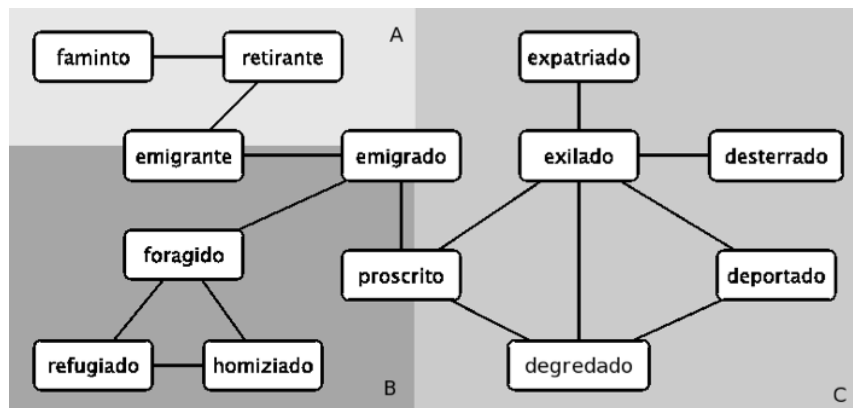 A
faminto
retirante
expatriado
emigrante
emigrado
exilado
desterrado
foragido
proscrito
deportado
refugiado
homiziado
degredado
B
C